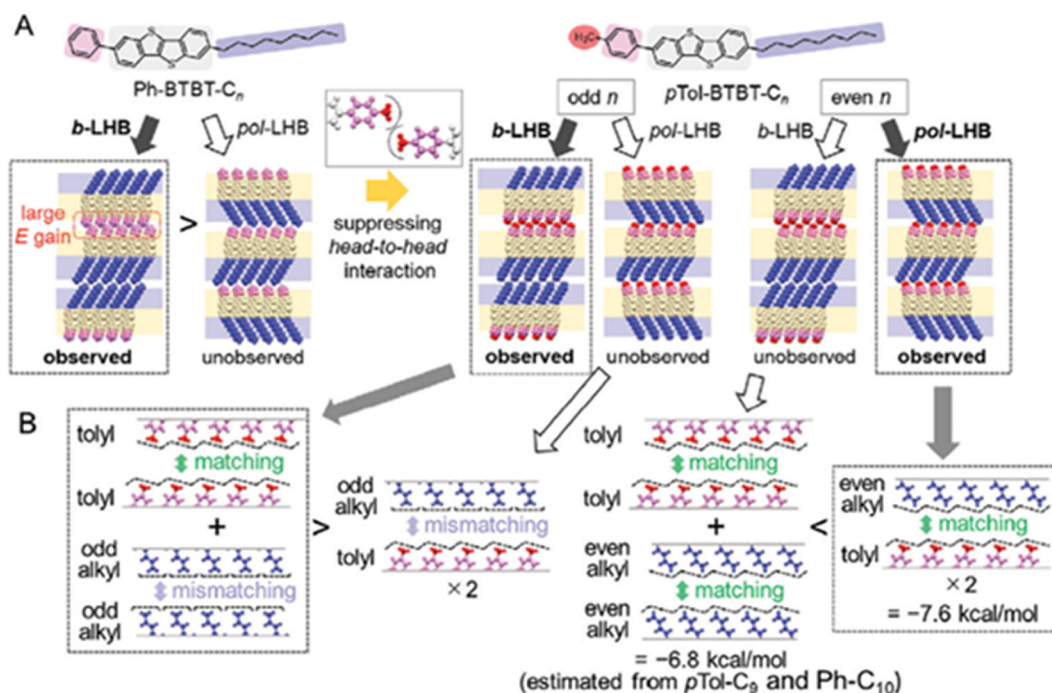 A
H₃C
S
S
S
S
Ph-BTBT-Cn
pTol-BTBT-Cn
odd n
even n
b-LHB
pol-LHB
b-LHB
pol-LHB
b-LHB
pol-LHB
large
E gain
>
suppressing
head-to-head
interaction
observed
unobserved
observed
unobserved
unobserved
observed
B
tolyl
matching
tolyl
+
odd
alkyl
mismatching
odd
alkyl
>
odd
alkyl
mismatching
tolyl
×2
tolyl
matching
tolyl
+
even
alkyl
matching
even
alkyl
= −6.8 kcal/mol
(estimated from pTol-C₉ and Ph-C₁₀)
<
even
alkyl
matching
tolyl
×2
= −7.6 kcal/mol